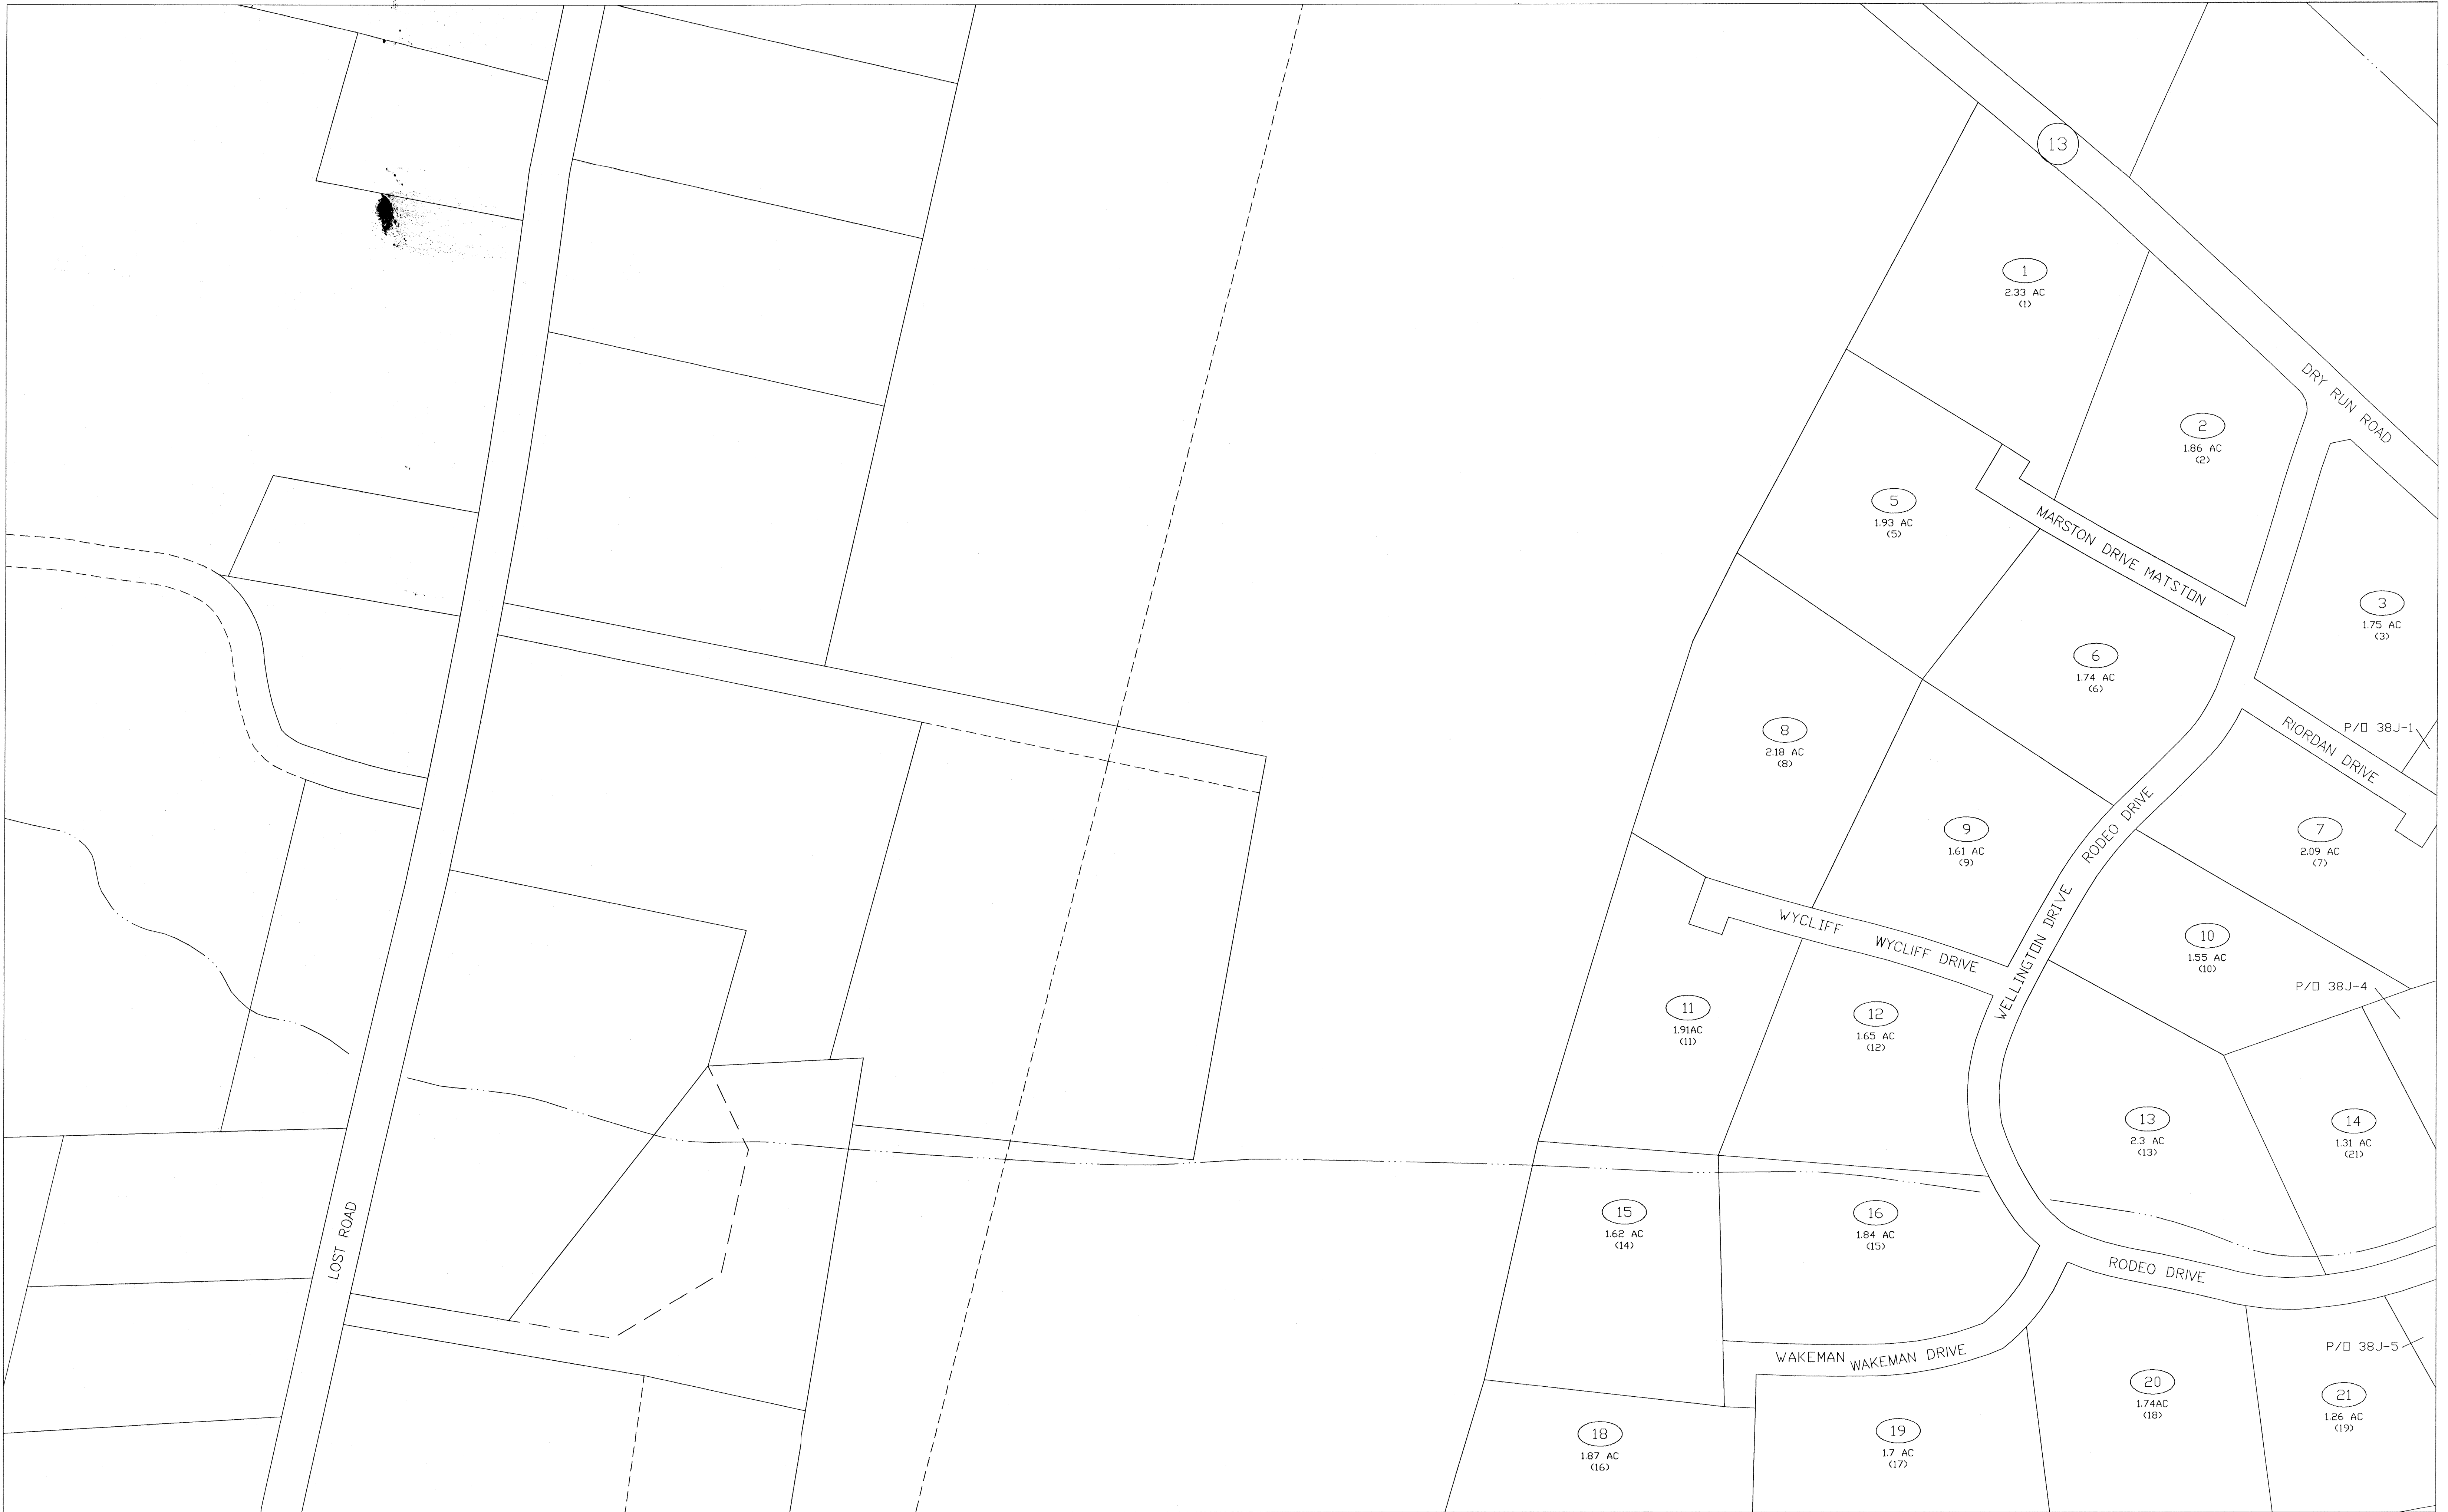 13
DRY RUN ROAD
1
2.33 AC
(1)
2
1.86 AC
(2)
5
1.93 AC
(5)
MARSTON DRIVE MATSTON
3
1.75 AC
(3)
6
1.74 AC
(6)
P/O 38J-1
RIORDAN DRIVE
8
2.18 AC
(8)
9
1.61 AC
(9)
RODEO DRIVE
7
2.09 AC
(7)
WELLINGTON DRIVE
WYCLIFF
WYCLIFF DRIVE
10
1.55 AC
(10)
P/O 38J-4
11
1.91AC
(11)
12
1.65 AC
(12)
13
2.3 AC
(13)
14
1.31 AC
(21)
LOST ROAD
15
1.62 AC
(14)
16
1.84 AC
(15)
RODEO DRIVE
WAKEMAN
WAKEMAN DRIVE
P/O 38J-5
18
1.87 AC
(16)
19
1.7 AC
(17)
20
1.74AC
(18)
21
1.26 AC
(19)